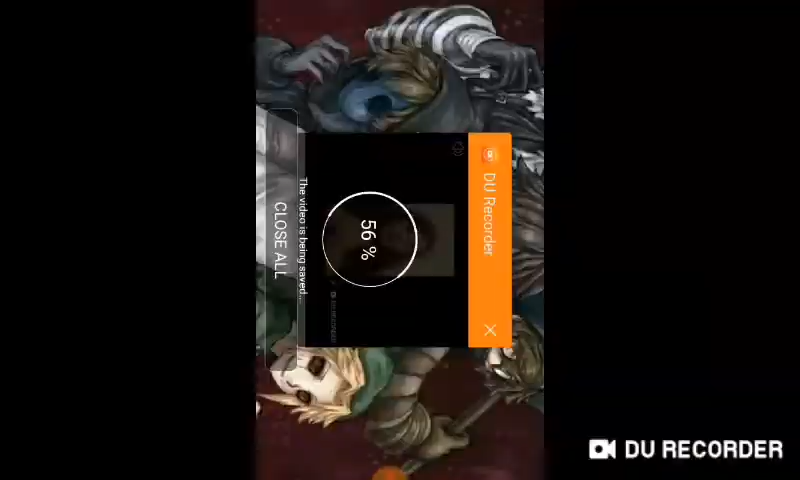 DU Recorder
56 %
The video is being saved...
CLOSE ALL
DU RECORDER